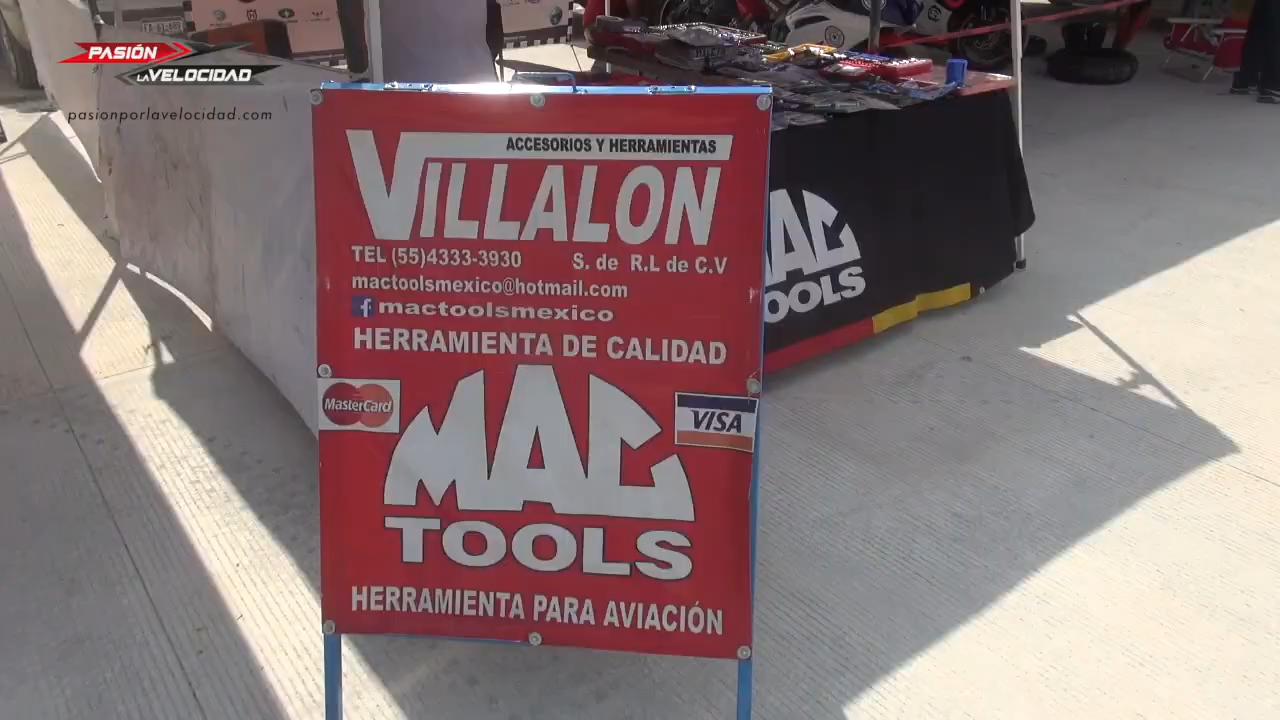 PASIÓN
LA VELOCIDAD
pasionporlavelocidad.com
ACCESORIOS Y HERRAMIENTAS
VILLALON
TEL (55)4333-3930 S. de R.L de C.V
mactoolsmexico@hotmail.com
f mactoolsmexico
HERRAMIENTA DE CALIDAD
MasterCard
VISA
MAC
TOOLS
HERRAMIENTA PARA AVIACIÓN
MAC
TOOLS